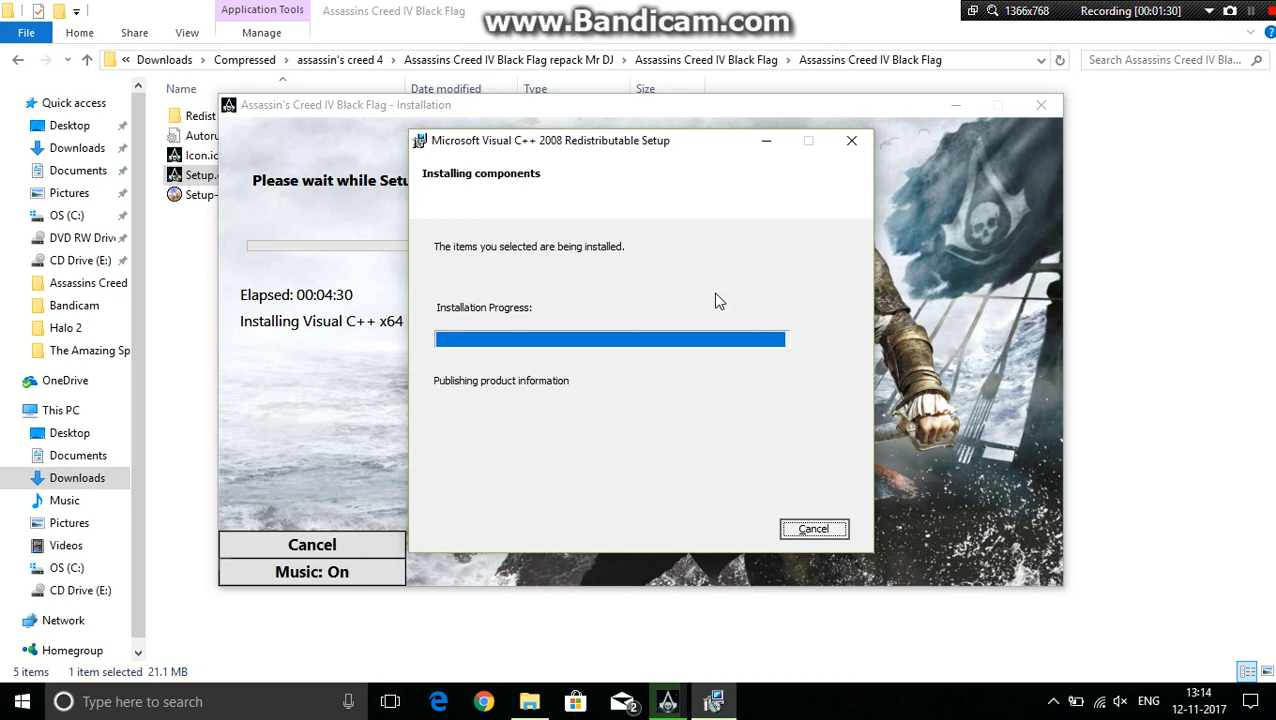 Application Tools
Assassins Creed IV Black Flag
www.Bandicam.com
1366x768
Recording [00:01:30]
File
Home
Share
View
Manage
« Downloads > Compressed > assassin's creed 4 > Assassins Creed IV Black Flag repack Mr DJ > Assassins Creed IV Black Flag > Assassins Creed IV Black Flag
Search Assassins Creed IV Bla...
Quick access
Desktop
Downloads
Documents
Pictures
OS (C:)
DVD RW Drive
CD Drive (E:)
Assassins Creed
Bandicam
Halo 2
The Amazing Sp
OneDrive
This PC
Desktop
Documents
Downloads
Music
Pictures
Videos
OS (C:)
CD Drive (E:)
Network
Homegroup
Name
Date modified
Type
Size
Redist
Autoru
Icon.ic
Setup.
Setup-
Assassin's Creed IV Black Flag - Installation
Please wait while Setu
Elapsed: 00:04:30
Installing Visual C++ x64
Cancel
Music: On
Microsoft Visual C++ 2008 Redistributable Setup
Installing components
The items you selected are being installed.
Installation Progress:
Publishing product information
Cancel
5 items
1 item selected 21.1 MB
Type here to search
2
ENG
13:14
12-11-2017